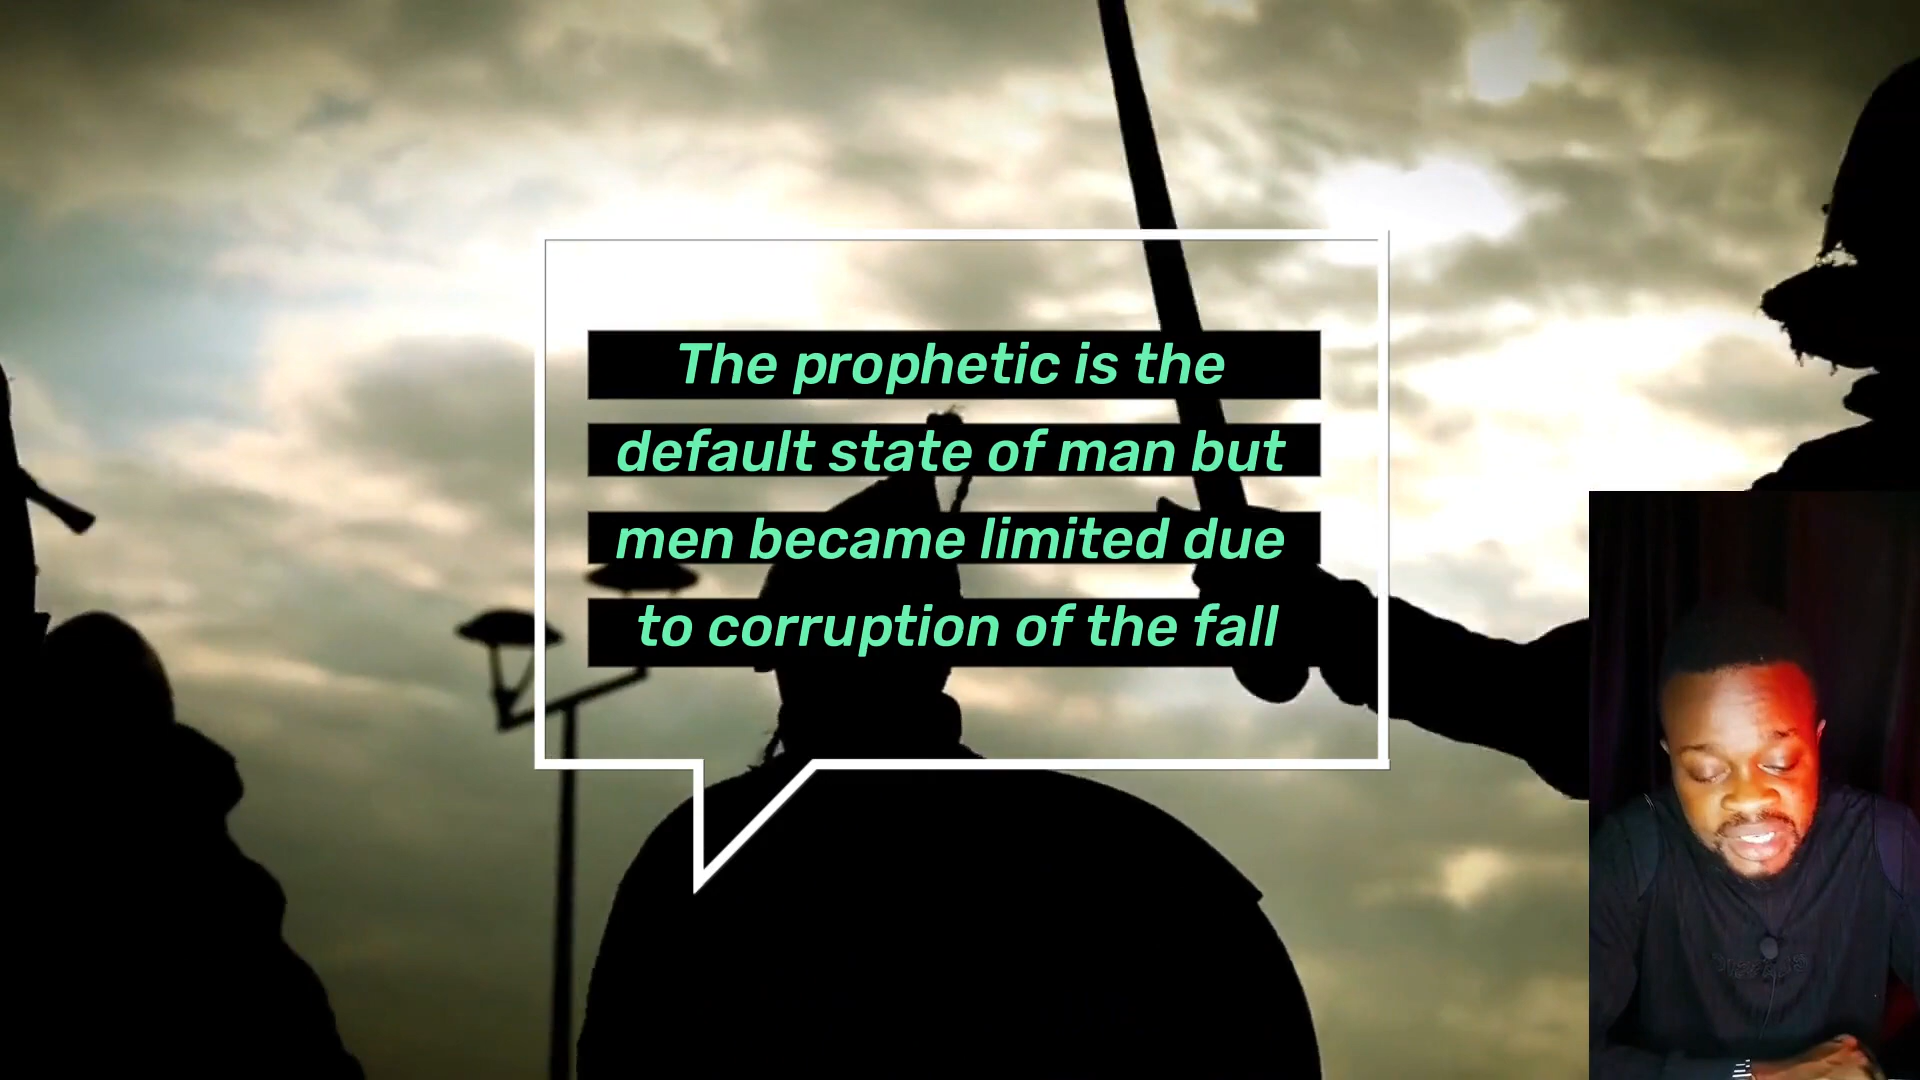 The prophetic is the
default state of man but
men became limited due
to corruption of the fall